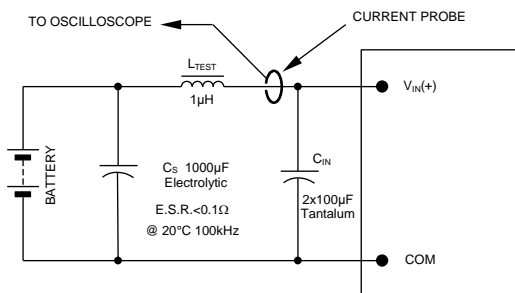 TO OSCILLOSCOPE
CURRENT PROBE
LTEST
1µH
VIN(+)
BATTERY
CS 1000µF
Electrolytic
E.S.R.<0.1Ω
@ 20°C 100kHz
CIN
2x100µF
Tantalum
COM